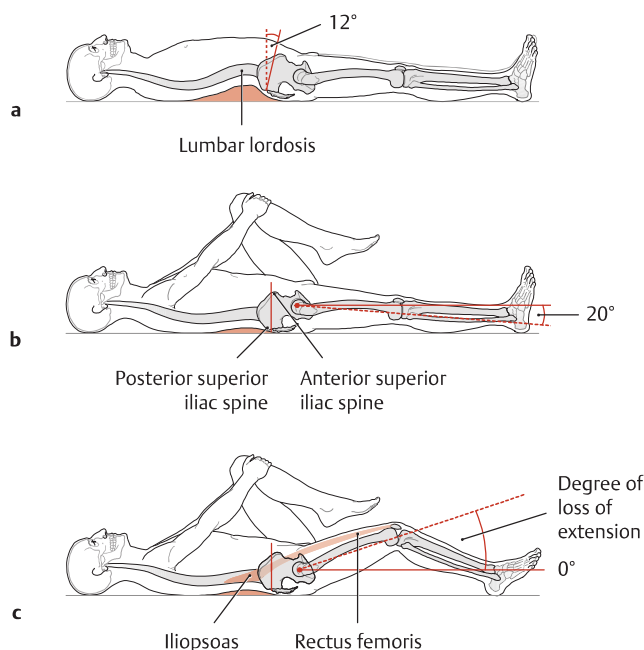 12°
a
Lumbar lordosis
20°
b
Posterior superior
iliac spine
Anterior superior
iliac spine
Degree of
loss of
extension
0°
c
Iliopsoas
Rectus femoris